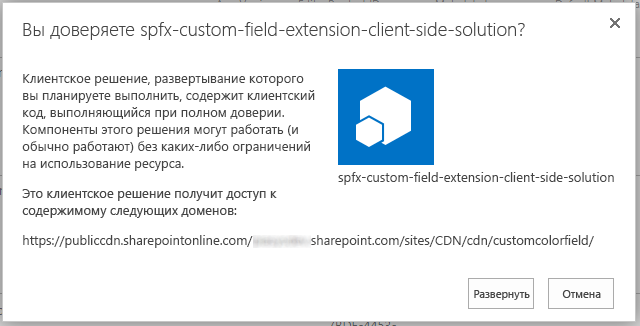 Вы доверяете spfx-custom-field-extension-client-side-solution?
Клиентское решение, развертывание которого
вы планируете выполнить, содержит клиентский
код, выполняющийся при полном доверии.
Компоненты этого решения могут работать (и
обычно работают) без каких-либо ограничений
на использование ресурса.
spfx-custom-field-extension-client-side-solution
Это клиентское решение получит доступ к
содержимому следующих доменов:
https://publiccdn.sharepointonline.com/ sharepoint.com/sites/CDN/cdn/customcolorfield/
Развернуть
Отмена